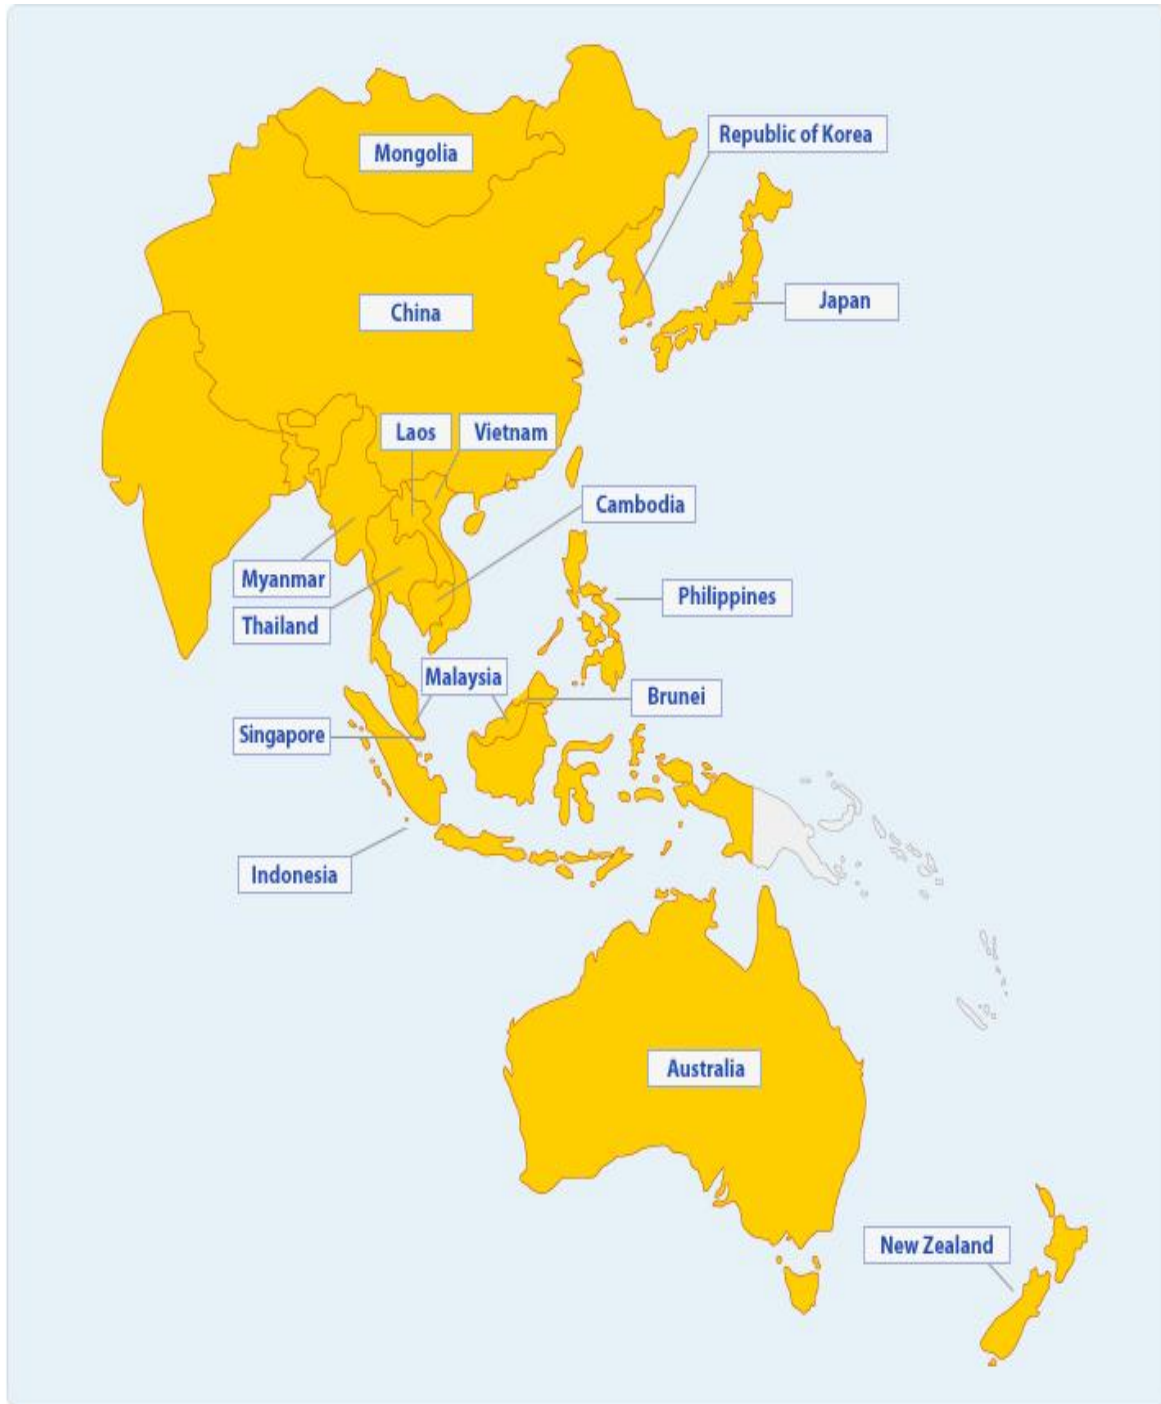 Republic of Korea
Mongolia
Japan
China
Laos
Vietnam
Cambodia
Myanmar
Philippines
Thailand
Malaysia
Brunei
Singapore
Indonesia
Australia
New Zealand